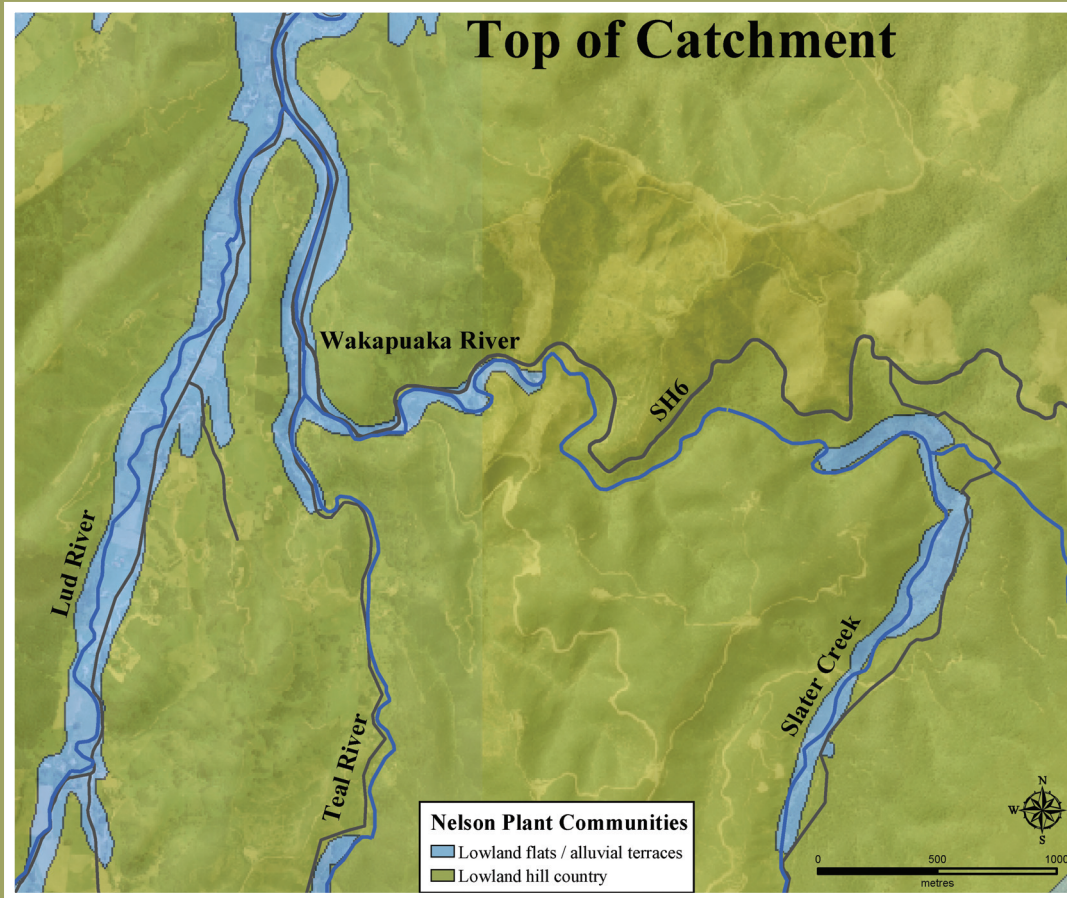 Top of Catchment
Wakapuaka River
SH6
Lud River
Slater Creek
Teal River
Nelson Plant Communities
Lowland flats / alluvial terraces
Lowland hill country
N
W E
S
0 500 1000
metres